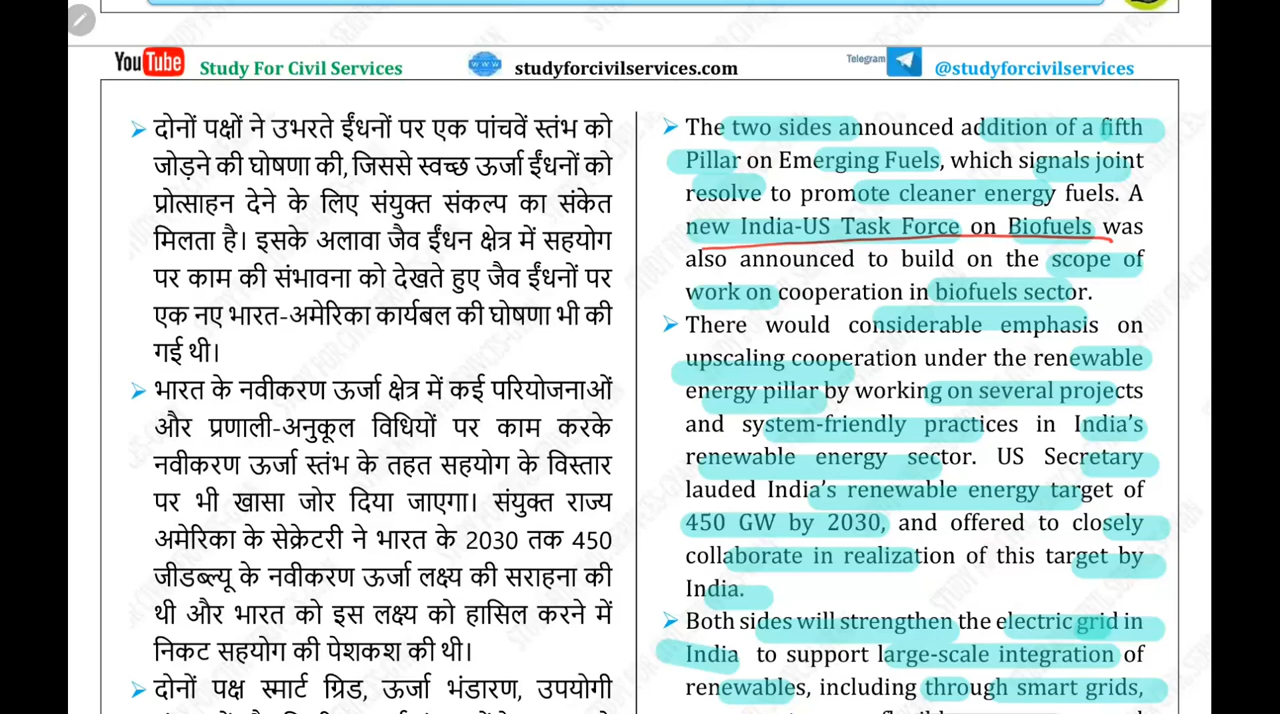 YouTube Study For Civil Services
www studyforcivilservices.com
Telegram @studyforcivilservices
➢ दोनों पक्षों ने उभरते ईंधनों पर एक पांचवें स्तंभ को
जोड़ने की घोषणा की, जिससे स्वच्छ ऊर्जा ईंधनों को
प्रोत्साहन देने के लिए संयुक्त संकल्प का संकेत
मिलता है। इसके अलावा जैव ईंधन क्षेत्र में सहयोग
पर काम की संभावना को देखते हुए जैव ईंधनों पर
एक नए भारत-अमेरिका कार्यबल की घोषणा भी की
गई थी।
➢ भारत के नवीकरण ऊर्जा क्षेत्र में कई परियोजनाओं
और प्रणाली-अनुकूल विधियों पर काम करके
नवीकरण ऊर्जा स्तंभ के तहत सहयोग के विस्तार
पर भी खासा जोर दिया जाएगा। संयुक्त राज्य
अमेरिका के सेक्रेटरी ने भारत के 2030 तक 450
जीडब्ल्यू के नवीकरण ऊर्जा लक्ष्य की सराहना की
थी और भारत को इस लक्ष्य को हासिल करने में
निकट सहयोग की पेशकश की थी।
➢ दोनों पक्ष स्मार्ट ग्रिड, ऊर्जा भंडारण, उपयोगी
➢ The two sides announced addition of a fifth
Pillar on Emerging Fuels, which signals joint
resolve to promote cleaner energy fuels. A
new India-US Task Force on Biofuels was
also announced to build on the scope of
work on cooperation in biofuels sector.
➢ There would considerable emphasis on
upscaling cooperation under the renewable
energy pillar by working on several projects
and system-friendly practices in India's
renewable energy sector. US Secretary
lauded India's renewable energy target of
450 GW by 2030, and offered to closely
collaborate in realization of this target by
India.
➢ Both sides will strengthen the electric grid in
India to support large-scale integration of
renewables, including through smart grids,